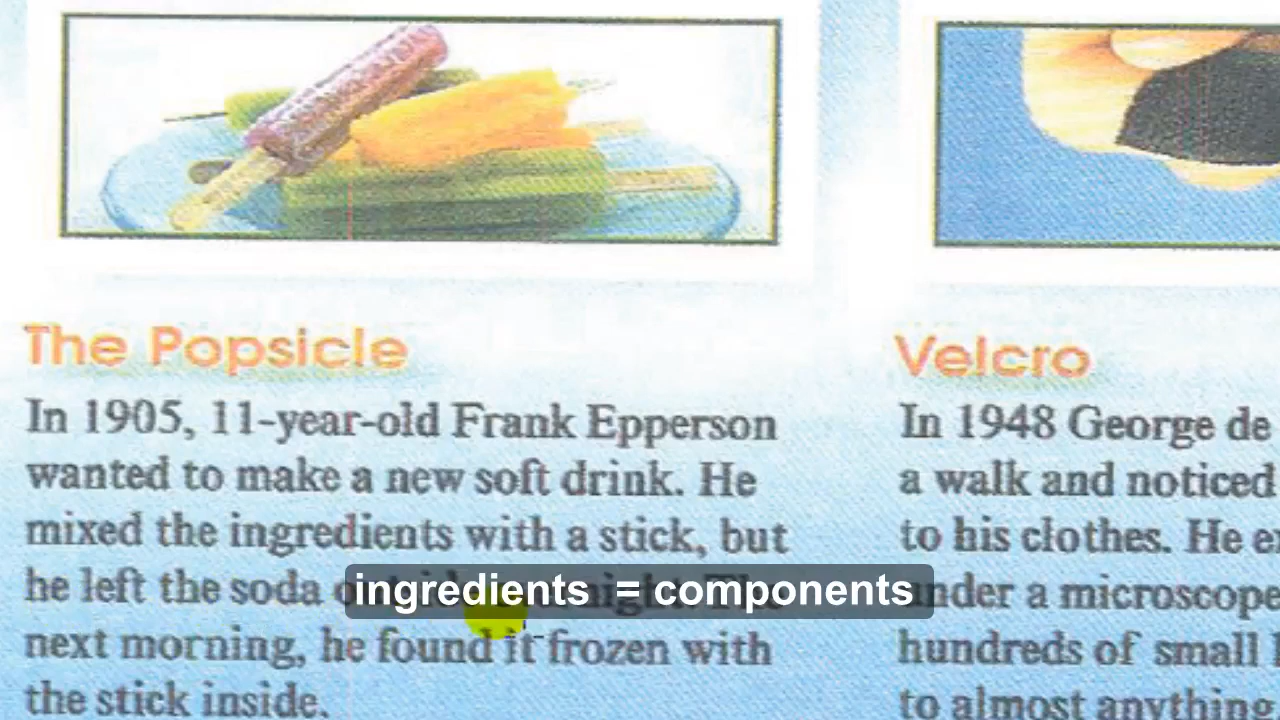 The Popsicle
In 1905, 11-year-old Frank Epperson
wanted to make a new soft drink. He
mixed the ingredients with a stick, but
he left the soda
next morning, he found it frozen with
the stick inside.
Velcro
In 1948 George de
a walk and noticed
to his clothes. He
under a microscope
hundreds of small
to almost anything
ingredients = components